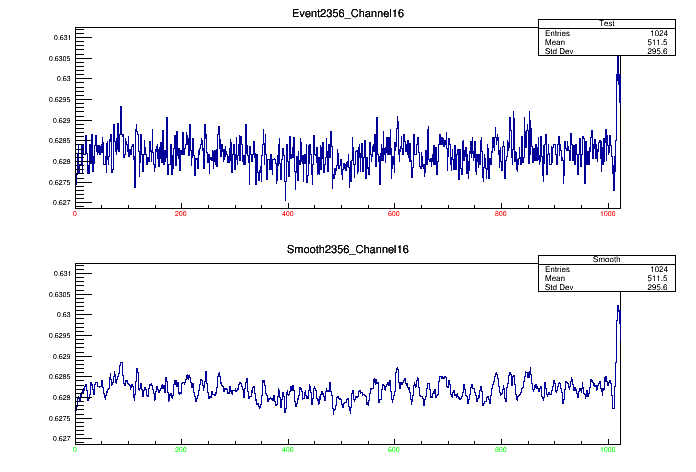 Event2356_Channel16
Test
Entries 1024
Mean 511.5
Std Dev 295.6
0.631
0.6305
0.63
0.6295
0.629
0.6285
0.628
0.6275
0.627
0 200 400 600 800 1000
Smooth2356_Channel16
Smooth
Entries 1024
Mean 511.5
Std Dev 295.6
0.631
0.6305
0.63
0.6295
0.629
0.6285
0.628
0.6275
0.627
0 200 400 600 800 1000